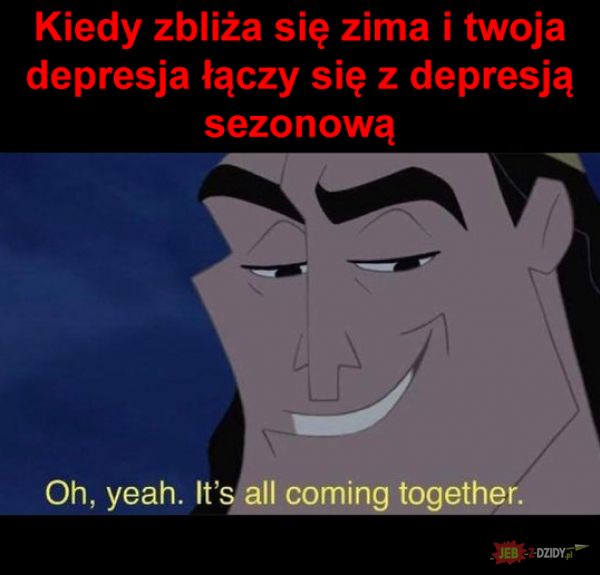 Kiedy zbliża się zima i twoja
depresja łączy się z depresją
sezonową
Oh, yeah. It's all coming together.
JEB-Z-DZIDY.pl